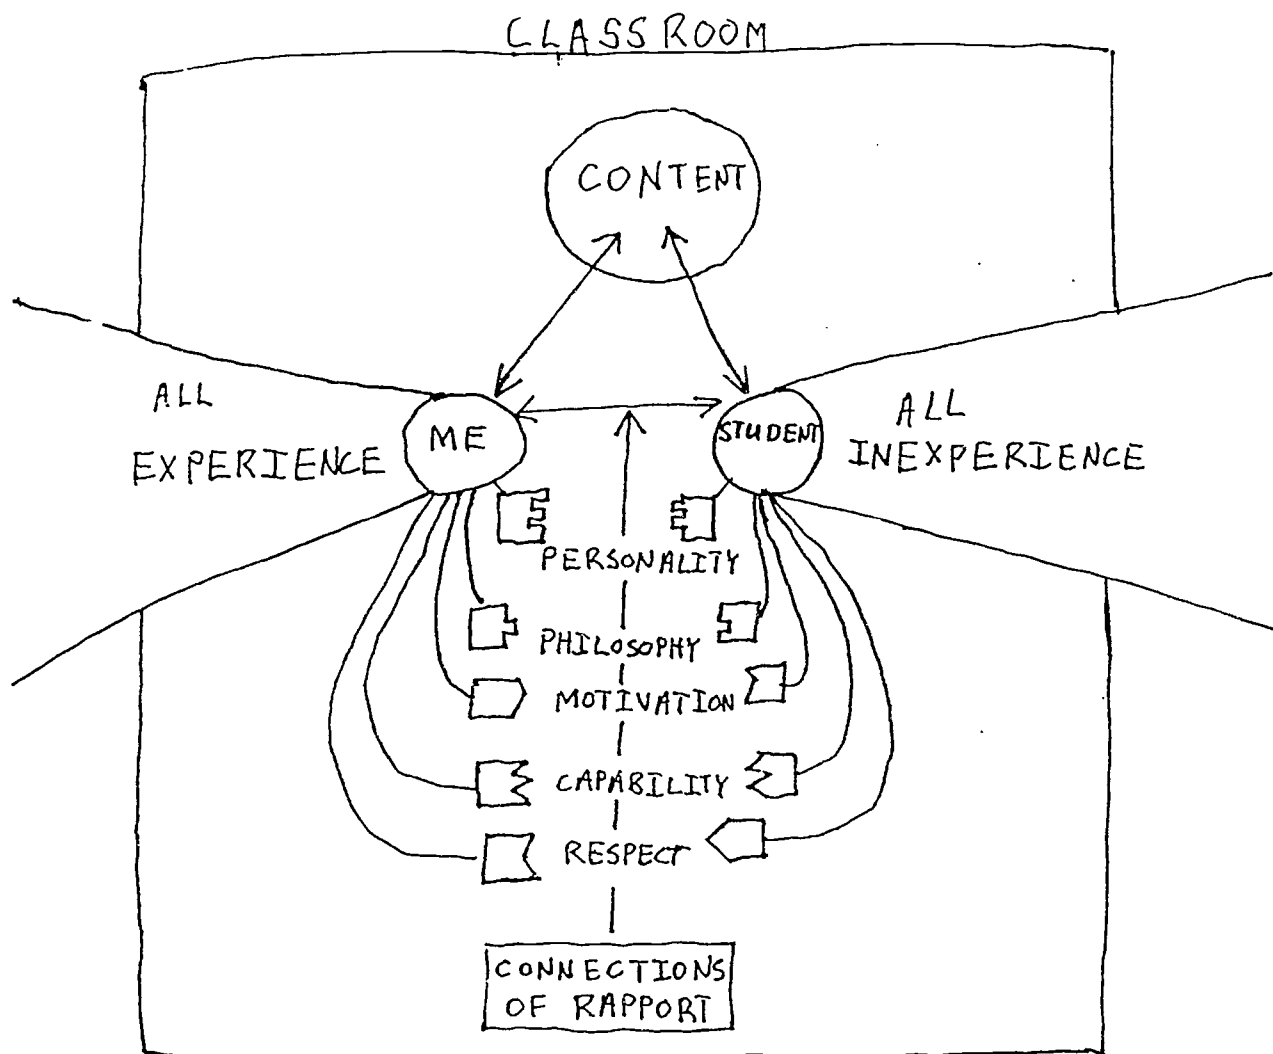 CLASSROOM
CONTENT
ALL
EXPERIENCE
ME
STUDENT
ALL
INEXPERIENCE
PERSONALITY
PHILOSOPHY
MOTIVATION
CAPABILITY
RESPECT
CONNECTIONS
OF RAPPORT